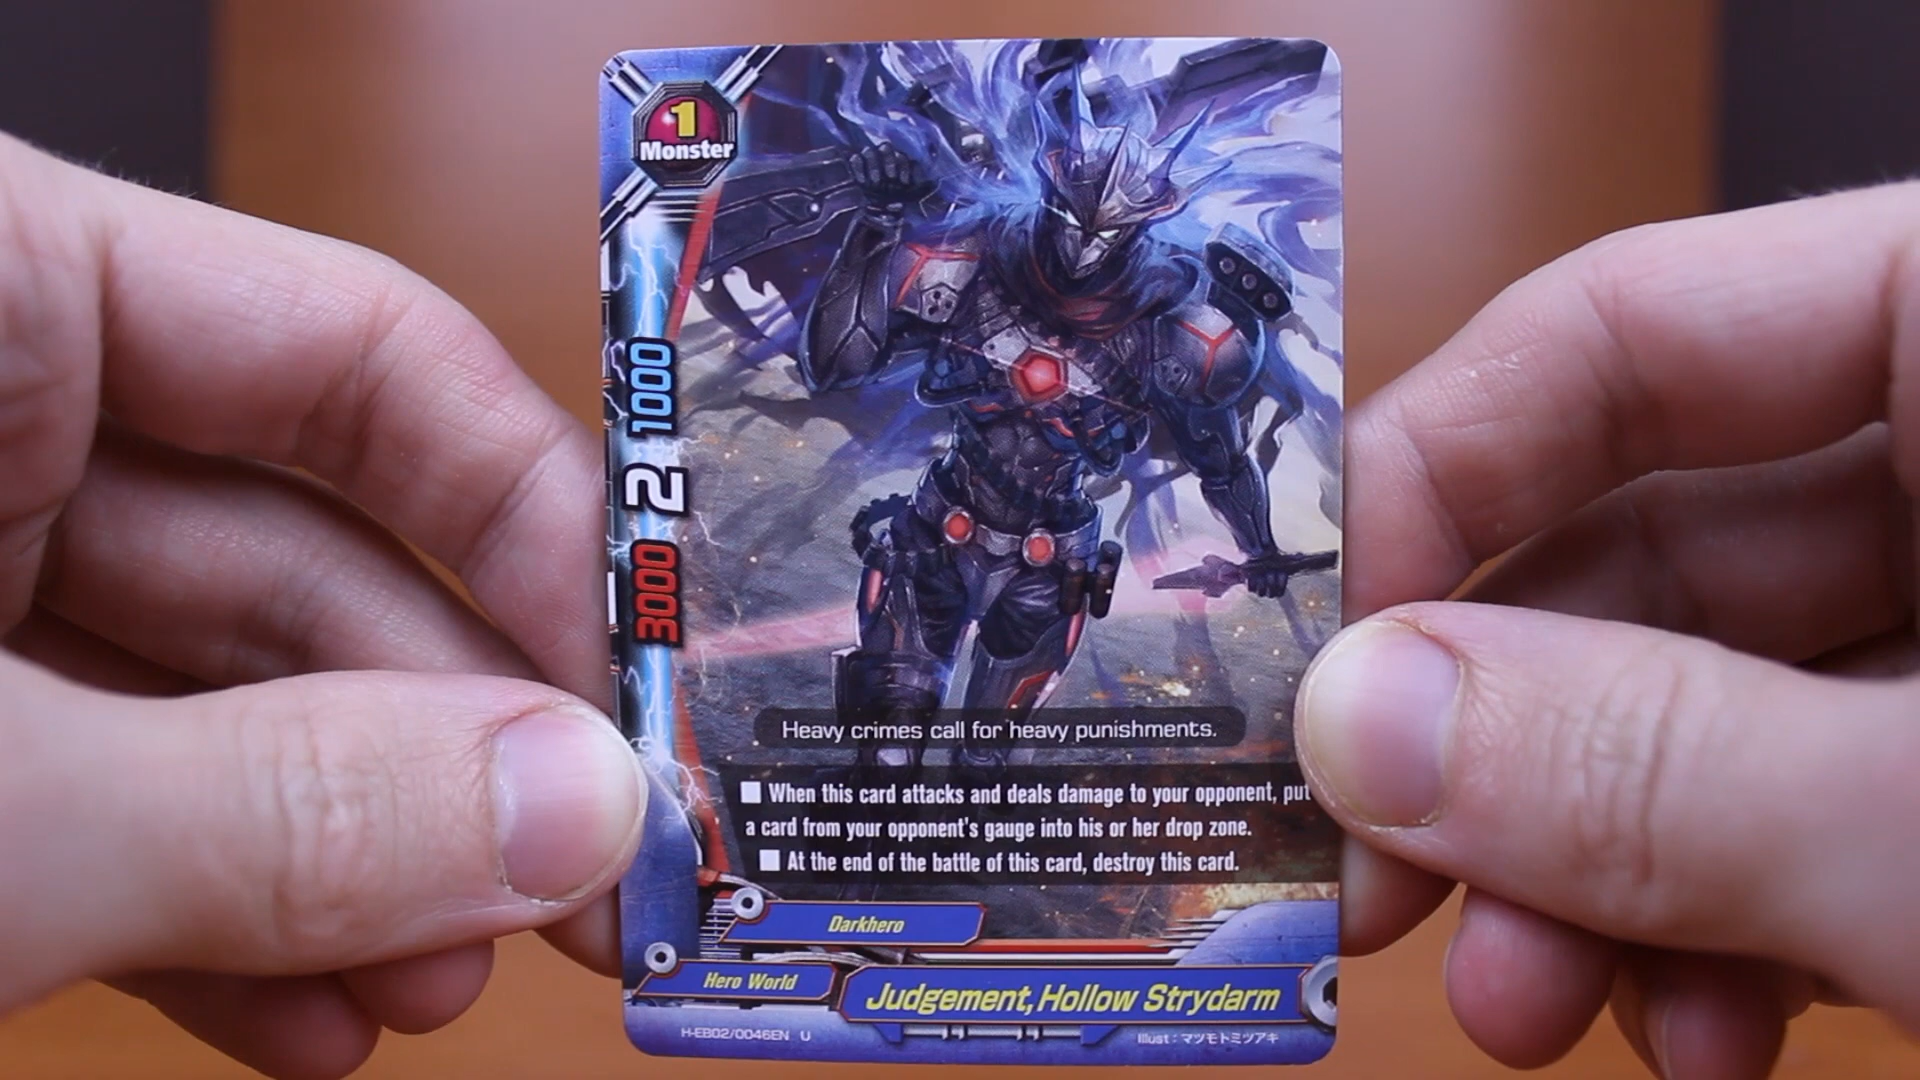 1
Monster
1000
2
3000
Heavy crimes call for heavy punishments.
■ When this card attacks and deals damage to your opponent, put
a card from your opponent's gauge into his or her drop zone.
■ At the end of the battle of this card, destroy this card.
Darkhero
Hero World
Judgement, Hollow Strydarm
H-EB02/0046EN U
Illust：マツモトミツアキ